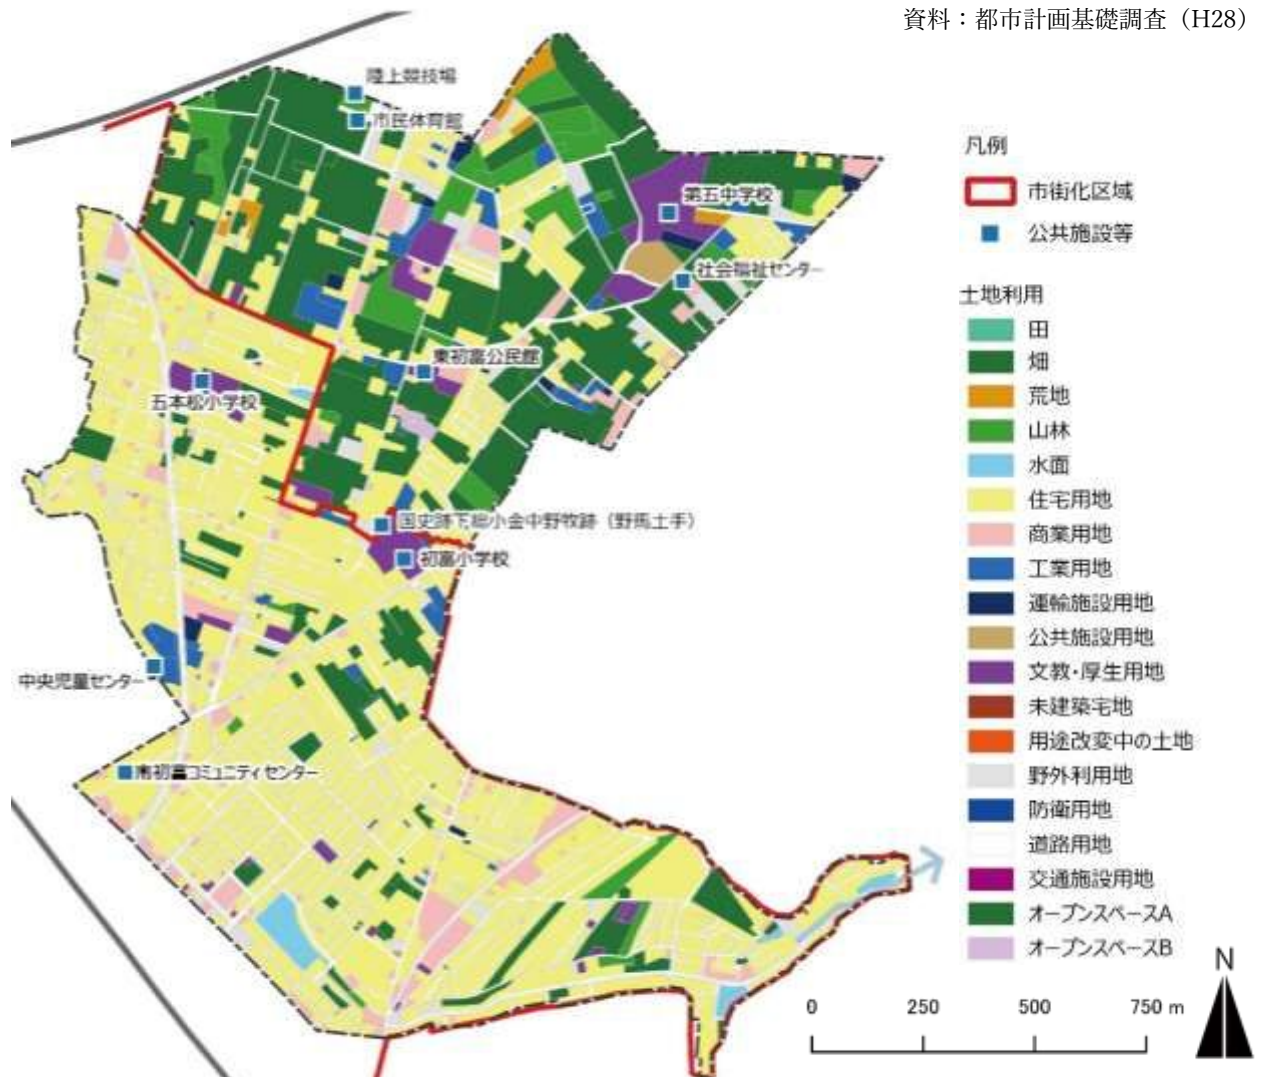 資料：都市計画基礎調査（H28）
陸上競技場
市民体育館
第五中学校
社会福祉センター
東初富公民館
五本松小学校
国史跡下総小金中野牧跡（野馬土手）
初富小学校
中央児童センター
南初富コミュニティセンター
凡例
市街化区域
公共施設等
土地利用
田
畑
荒地
山林
水面
住宅用地
商業用地
工業用地
運輸施設用地
公共施設用地
文教・厚生用地
未建築宅地
用途改変中の土地
野外利用地
防衛用地
道路用地
交通施設用地
オープンスペースA
オープンスペースB
N
0 250 500 750 m